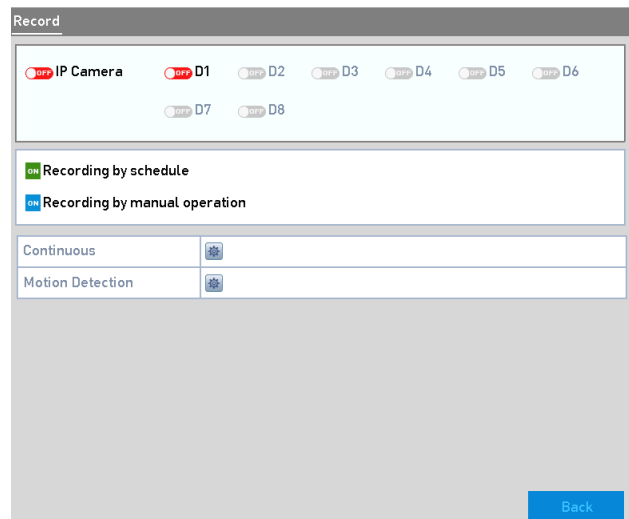 Record
OFF IP Camera OFF D1 OFF D2 OFF D3 OFF D4 OFF D5 OFF D6
OFF D7 OFF D8
ON Recording by schedule
ON Recording by manual operation
Continuous
Motion Detection
Back